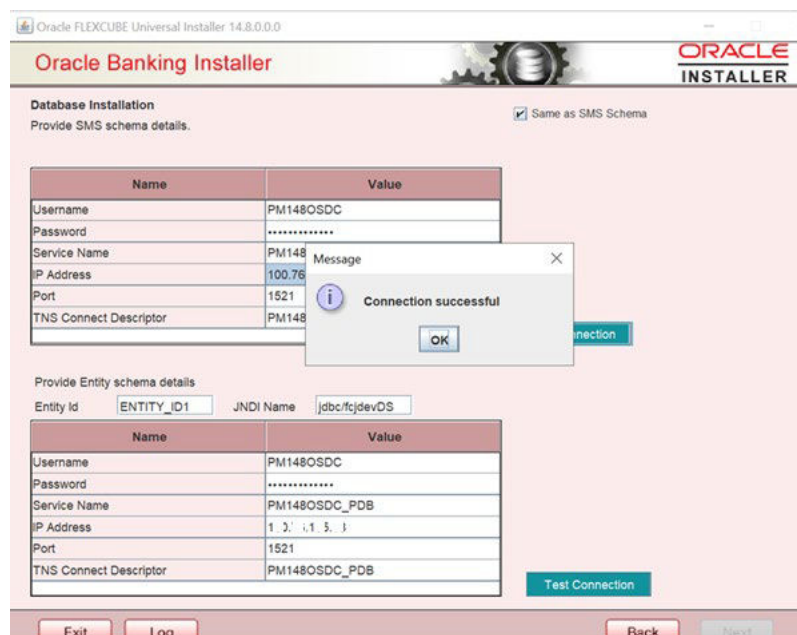 Oracle FLEXCUBE Universal Installer 14.8.0.0.0
Oracle Banking Installer
ORACLE
INSTALLER
Database Installation
Same as SMS Schema
Provide SMS schema details.
Name Value
Username PM148OSDC
Password •••••••••••••
Service Name PM148
IP Address 100.76
Port 1521
TNS Connect Descriptor PM148
Message
Connection successful
OK
nection
Provide Entity schema details
Entity Id ENTITY_ID1 JNDI Name jdbc/fcjdevDS
Name Value
Username PM148OSDC
Password •••••••••••••
Service Name PM148OSDC_PDB
IP Address
Port 1521
TNS Connect Descriptor PM148OSDC_PDB
Test Connection
Exit Log Back Next